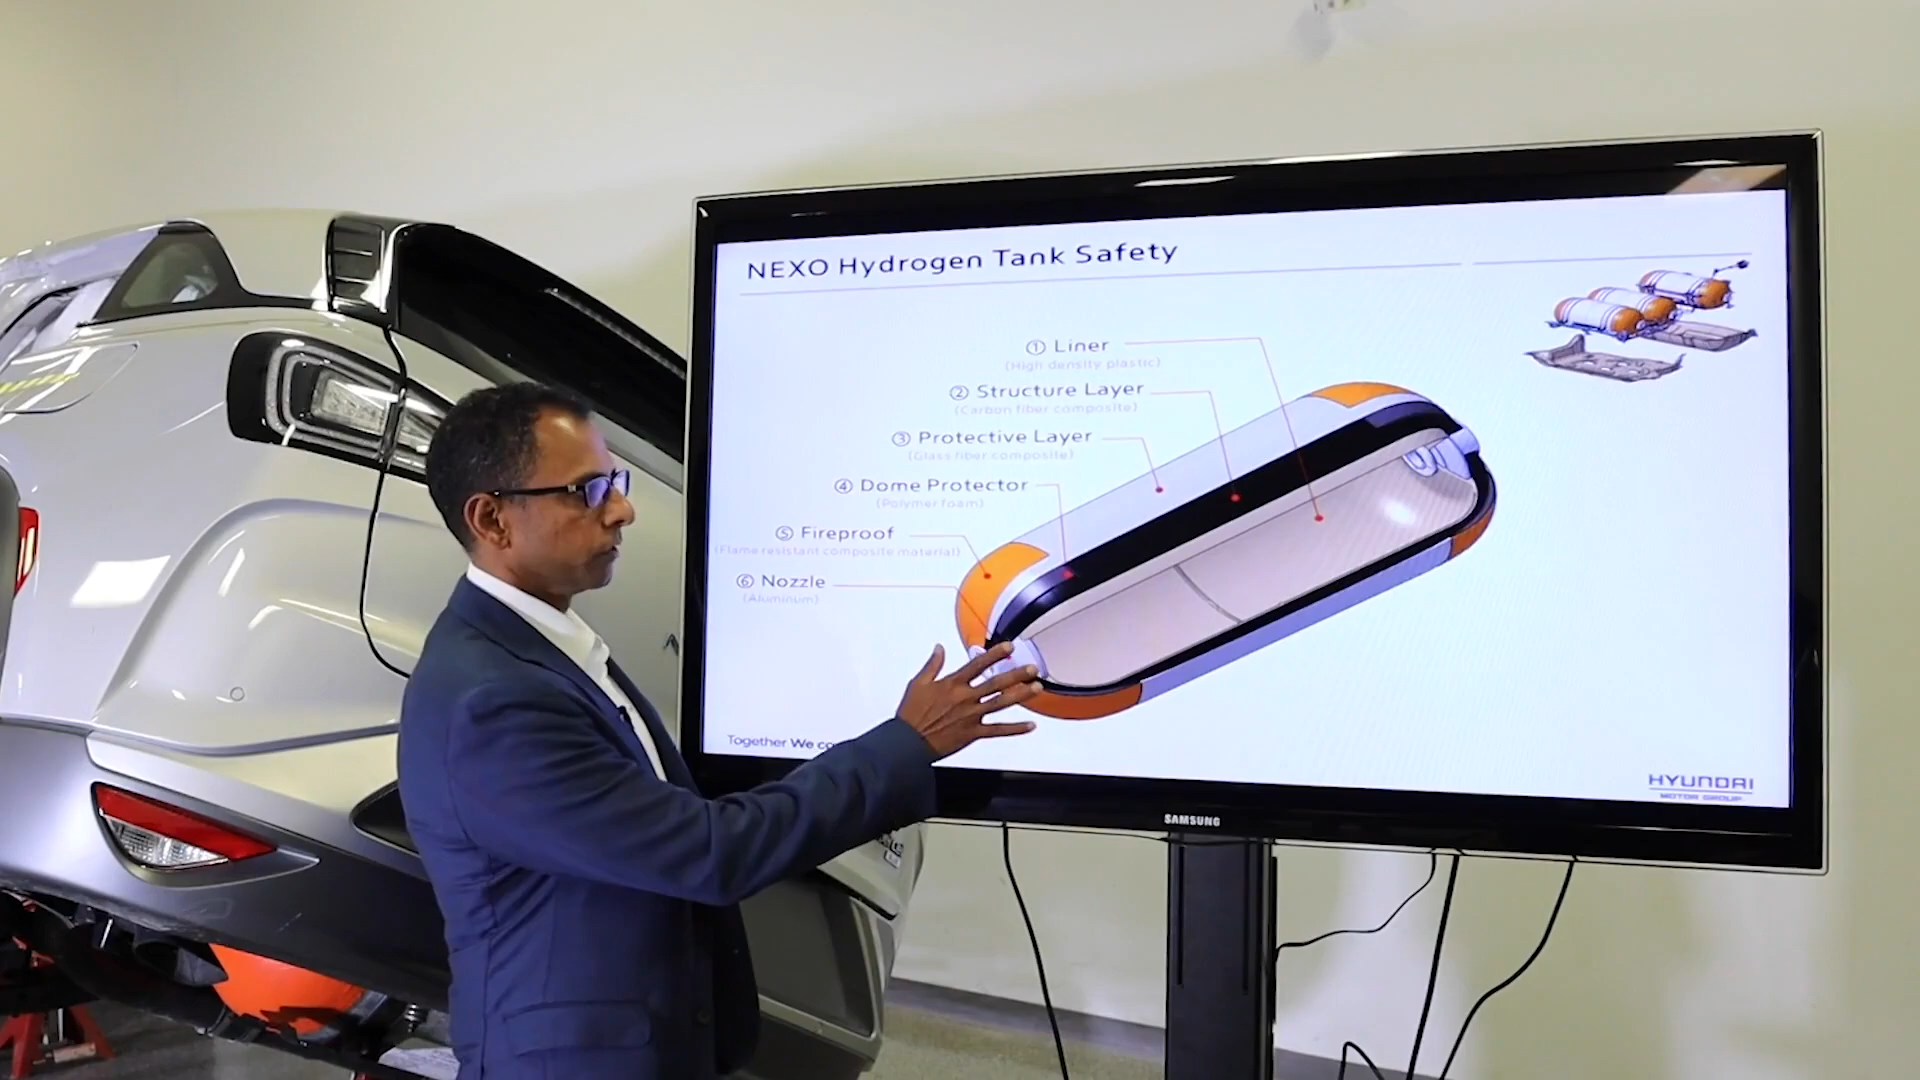 NEXO Hydrogen Tank Safety
① Liner
(High density plastic)
② Structure Layer
(Carbon fiber composite)
③ Protective Layer
(Glass fiber composite)
④ Dome Protector
(Polymer foam)
⑤ Fireproof
(Flame resistant composite material)
⑥ Nozzle
(Aluminum)
Together We
HYUNDAI
MOTOR GROUP
SAMSUNG